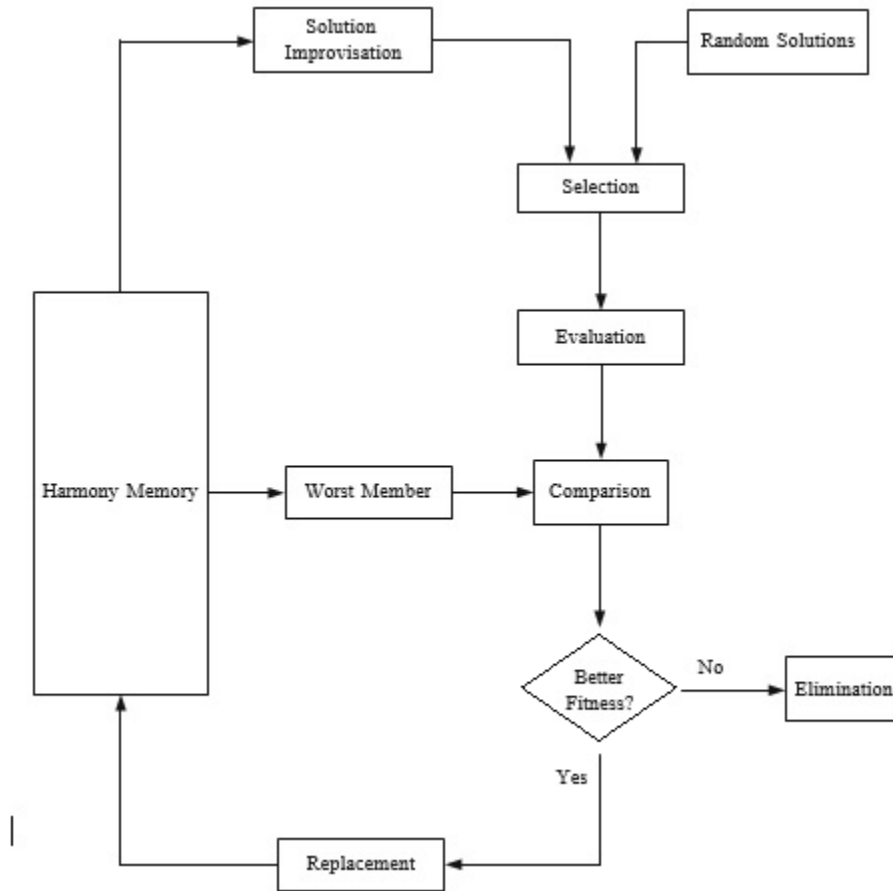 Solution
Improvisation
Random Solutions
Selection
Evaluation
Harmony Memory
Worst Member
Comparison
Better
Fitness?
No
Elimination
Yes
Replacement